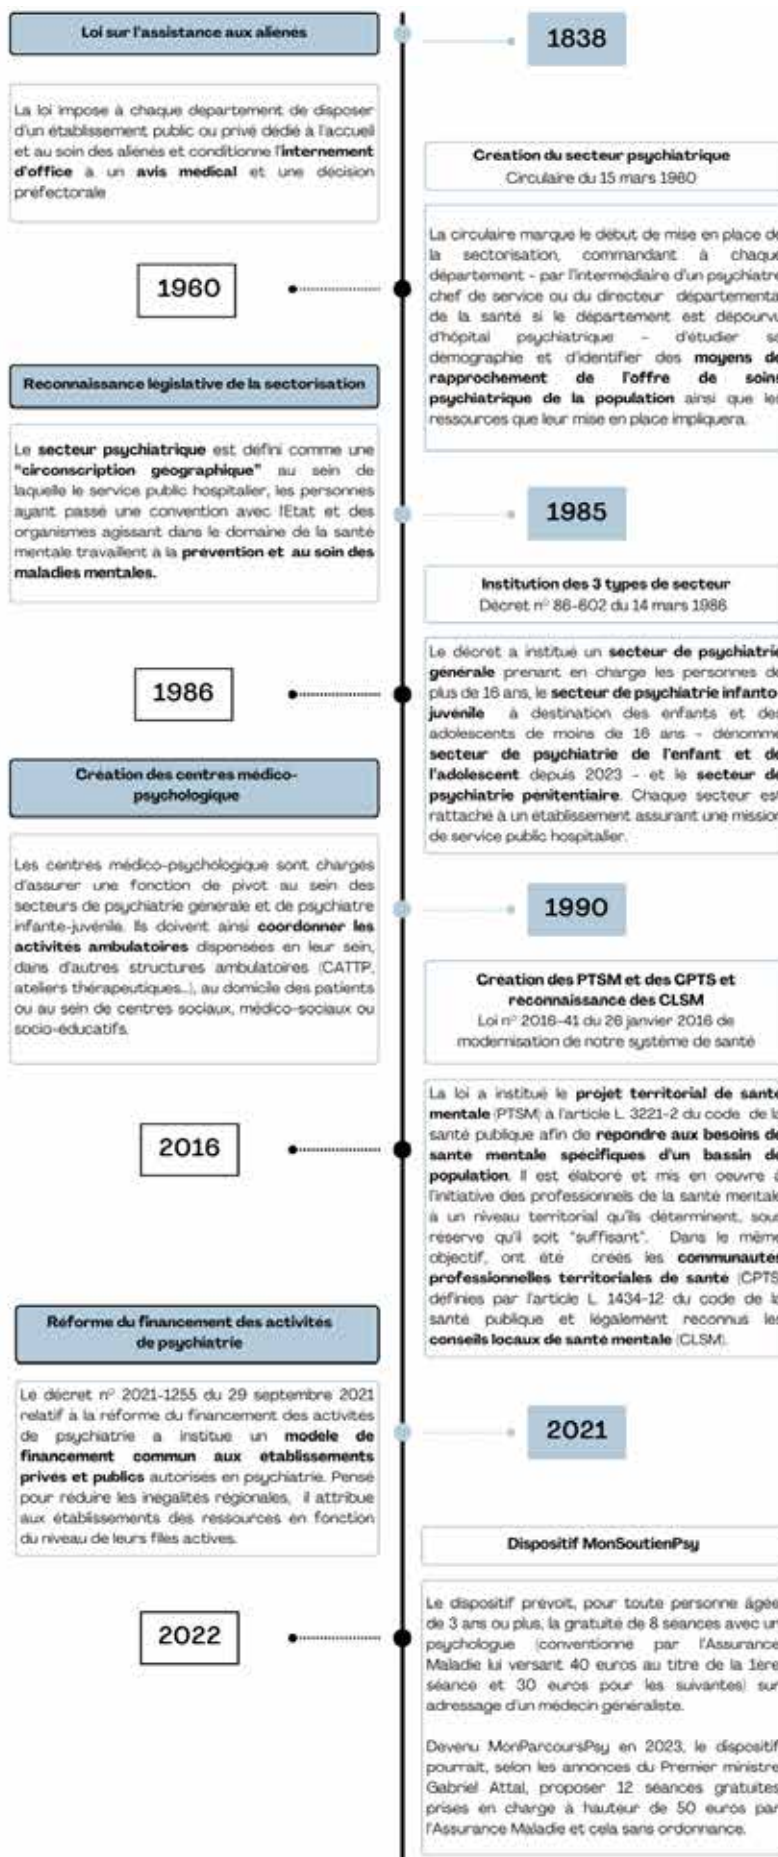 Loi sur l'assistance aux aliénés
1838
La loi impose à chaque département de disposer
d'un établissement public ou privé dédié à l'accueil
et au soin des aliénés et conditionne l'internement
d'office à un avis médical et une décision
préfectorale
Création du secteur psychiatrique
Circulaire du 15 mars 1960
1960
La circulaire marque le début de mise en place de
la sectorisation, commandant à chaque
département - par l'intermédiaire d'un psychiatre
chef de service ou du directeur départemental
de la santé si le département est dépourvu
d'hôpital psychiatrique - d'étudier sa
démographie et d'identifier des moyens de
rapprochement de l'offre de soins
psychiatrique de la population ainsi que les
ressources que leur mise en place impliquera.
Reconnaissance législative de la sectorisation
1985
Le secteur psychiatrique est défini comme une
"circonscription géographique" au sein de
laquelle le service public hospitalier, les personnes
ayant passé une convention avec l'Etat et des
organismes agissant dans le domaine de la santé
mentale travaillent à la prévention et au soin des
maladies mentales.
Institution des 3 types de secteur
Décret n° 86-602 du 14 mars 1986
1986
Le décret a institué un secteur de psychiatrie
générale prenant en charge les personnes de
plus de 16 ans, le secteur de psychiatrie infanto-
juvénile à destination des enfants et des
adolescents de moins de 16 ans - dénommé
secteur de psychiatrie de l'enfant et de
l'adolescent depuis 2023 - et le secteur de
psychiatrie pénitentiaire. Chaque secteur est
rattaché à un établissement assurant une mission
de service public hospitalier.
Création des centres médico-
psychologique
1990
Les centres médico-psychologique sont chargés
d'assurer une fonction de pivot au sein des
secteurs de psychiatrie générale et de psychiatre
infante-juvénile. Ils doivent ainsi coordonner les
activités ambulatoires dispensées en leur sein,
dans d'autres structures ambulatoires (CATTP,
ateliers thérapeutiques...), au domicile des patients
ou au sein de centres sociaux, médico-sociaux ou
socio-éducatifs.
Création des PTSM et des CPTS et
reconnaissance des CLSM
Loi n° 2016-41 du 26 janvier 2016 de
modernisation de notre système de santé
2016
La loi a institué le projet territorial de santé
mentale (PTSM) à l'article L. 3221-2 du code de la
santé publique afin de répondre aux besoins de
santé mentale spécifiques d'un bassin de
population. Il est élaboré et mis en oeuvre à
l'initiative des professionnels de la santé mentale
à un niveau territorial qu'ils déterminent, sous
réserve qu'il soit "suffisant". Dans le même
objectif, ont été créés les communautés
professionnelles territoriales de santé (CPTS)
définies par l'article L. 1434-12 du code de la
santé publique et légalement reconnus les
conseils locaux de santé mentale (CLSM).
Réforme du financement des activités
de psychiatrie
2021
Le décret n° 2021-1255 du 29 septembre 2021
relatif à la réforme du financement des activités
de psychiatrie a institué un modèle de
financement commun aux établissements
privés et publics autorisés en psychiatrie. Pensé
pour réduire les inégalités régionales, il attribue
aux établissements des ressources en fonction
du niveau de leurs files actives.
Dispositif MonSoutienPsy
2022
Le dispositif prévoit, pour toute personne âgée
de 3 ans ou plus, la gratuité de 8 séances avec un
psychologue (conventionné par l'Assurance
Maladie lui versant 40 euros au titre de la 1ère
séance et 30 euros pour les suivantes) sur
adressage d'un médecin généraliste.
Devenu MonParcoursPsy en 2023, le dispositif
pourrait, selon les annonces du Premier ministre
Gabriel Attal, proposer 12 séances gratuites
prises en charge à hauteur de 50 euros par
l'Assurance Maladie et cela sans ordonnance.